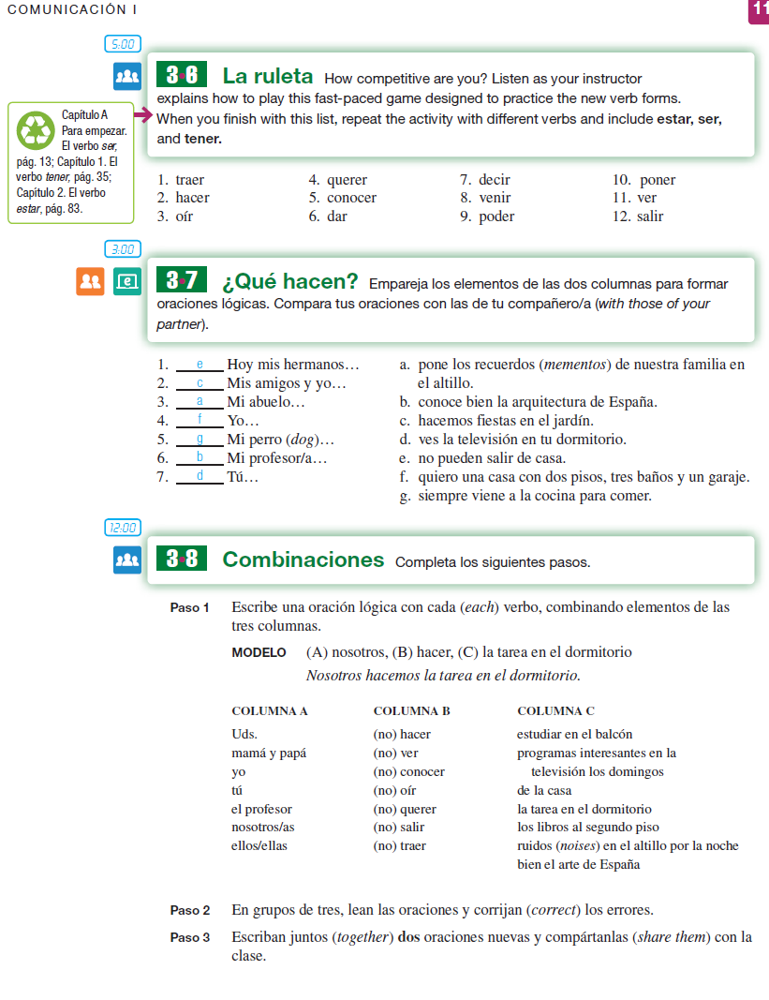 COMUNICACIÓN I
11
5:00
3•6 La ruleta How competitive are you? Listen as your instructor
explains how to play this fast-paced game designed to practice the new verb forms.
When you finish with this list, repeat the activity with different verbs and include estar, ser,
and tener.
Capítulo A
Para empezar.
El verbo ser,
pág. 13; Capítulo 1. El
verbo tener, pág. 35;
Capítulo 2. El verbo
estar, pág. 83.
1. traer 4. querer 7. decir 10. poner
2. hacer 5. conocer 8. venir 11. ver
3. oír 6. dar 9. poder 12. salir
3:00
e
3•7 ¿Qué hacen? Empareja los elementos de las dos columnas para formar
oraciones lógicas. Compara tus oraciones con las de tu compañero/a (with those of your
partner).
1. e Hoy mis hermanos…
2. c Mis amigos y yo…
3. a Mi abuelo…
4. f Yo…
5. g Mi perro (dog)…
6. b Mi profesor/a…
7. d Tú…
a. pone los recuerdos (mementos) de nuestra familia en
el altillo.
b. conoce bien la arquitectura de España.
c. hacemos fiestas en el jardín.
d. ves la televisión en tu dormitorio.
e. no pueden salir de casa.
f. quiero una casa con dos pisos, tres baños y un garaje.
g. siempre viene a la cocina para comer.
12:00
3•8 Combinaciones Completa los siguientes pasos.
Paso 1 Escribe una oración lógica con cada (each) verbo, combinando elementos de las
tres columnas.
MODELO (A) nosotros, (B) hacer, (C) la tarea en el dormitorio
Nosotros hacemos la tarea en el dormitorio.
COLUMNA A COLUMNA B COLUMNA C
Uds. (no) hacer estudiar en el balcón
mamá y papá (no) ver programas interesantes en la
yo (no) conocer televisión los domingos
tú (no) oír de la casa
el profesor (no) querer la tarea en el dormitorio
nosotros/as (no) salir los libros al segundo piso
ellos/ellas (no) traer ruidos (noises) en el altillo por la noche
bien el arte de España
Paso 2 En grupos de tres, lean las oraciones y corrijan (correct) los errores.
Paso 3 Escriban juntos (together) dos oraciones nuevas y compártanlas (share them) con la
clase.